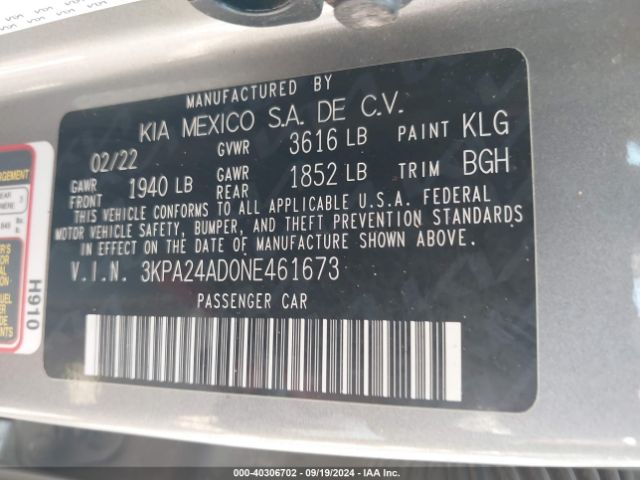 MANUFACTURED BY
KIA MEXICO S.A. DE C.V.
02/22 GVWR 3616 LB PAINT KLG
GAWR FRONT 1940 LB GAWR REAR 1852 LB TRIM BGH
THIS VEHICLE CONFORMS TO ALL APPLICABLE U.S.A. FEDERAL
MOTOR VEHICLE SAFETY, BUMPER, AND THEFT PREVENTION STANDARDS
IN EFFECT ON THE DATE OF MANUFACTURE SHOWN ABOVE.
V.I.N. 3KPA24AD0NE461673
PASSENGER CAR
H910
000-40306702 - 09/19/2024 - IAA Inc.